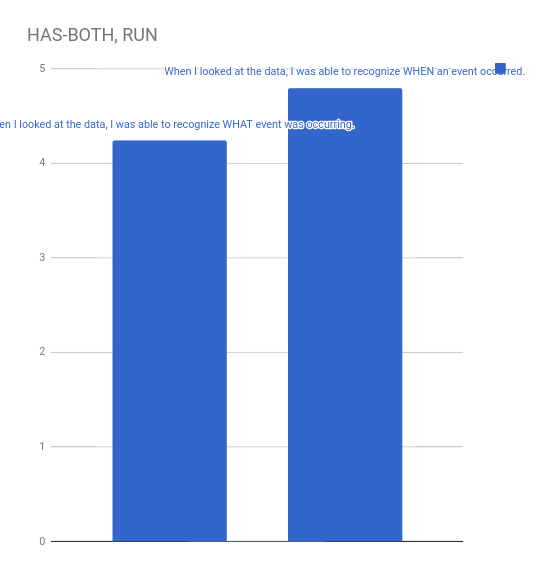 HAS-BOTH, RUN
5
When I looked at the data, I was able to recognize WHEN an event occurred.
en I looked at the data, I was able to recognize WHAT event was occurring.
4
3
2
1
0